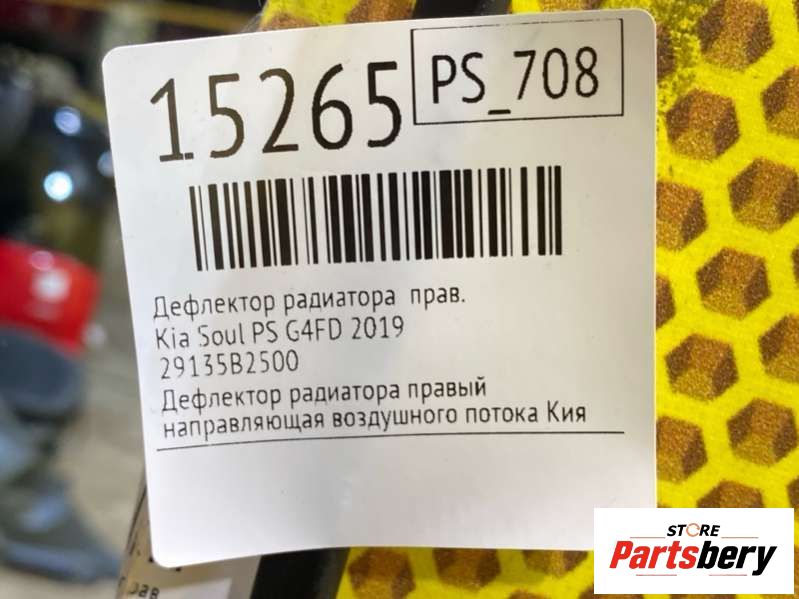 15265
PS_708
Дефлектор радиатора прав.
Kia Soul PS G4FD 2019
29135B2500
Дефлектор радиатора правый
направляющая воздушного потока Кия
STORE
Partsbery
рав